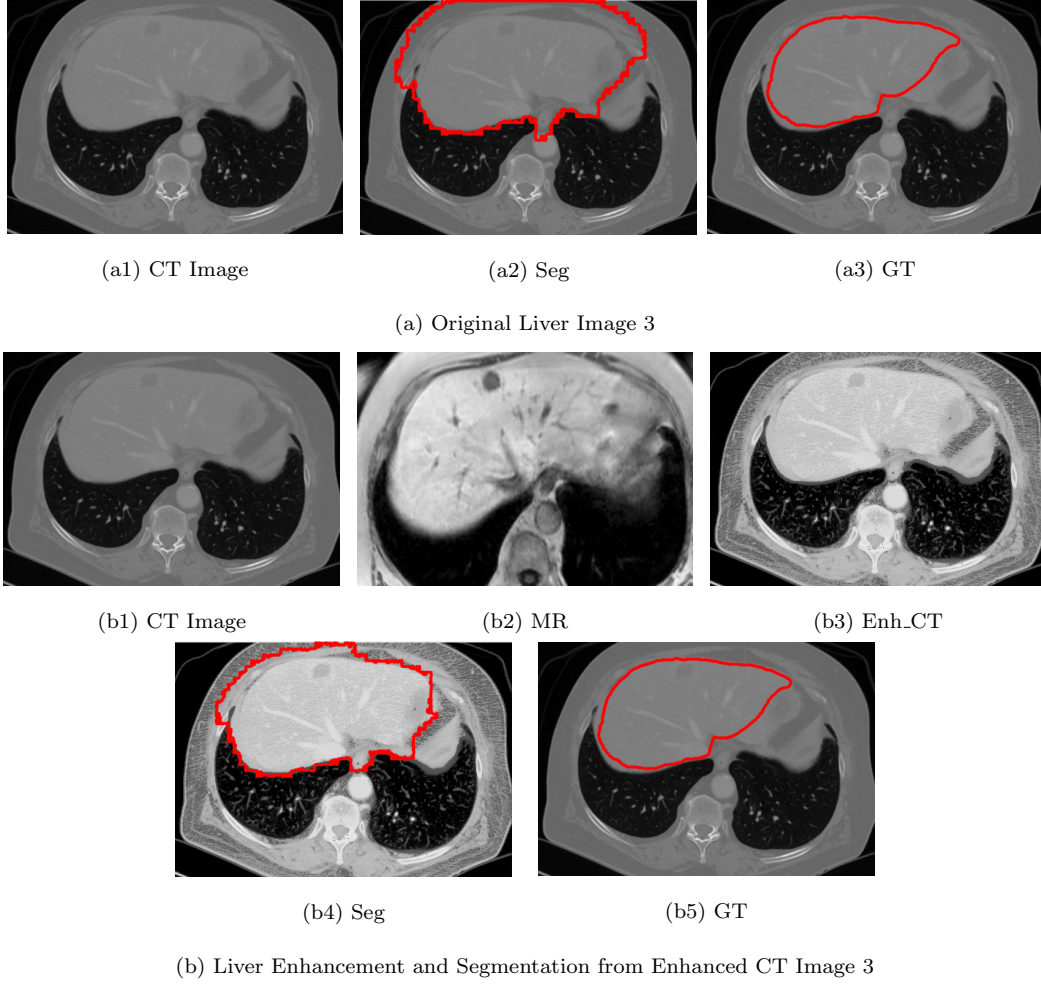 (a1) CT Image
(a2) Seg
(a3) GT
(a) Original Liver Image 3
(b1) CT Image
(b2) MR
(b3) Enh_CT
(b4) Seg
(b5) GT
(b) Liver Enhancement and Segmentation from Enhanced CT Image 3